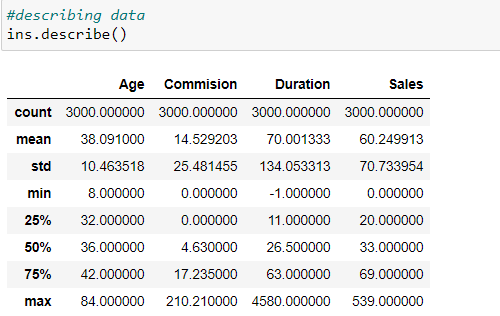 #describing data
ins.describe()
Age Commision Duration Sales
count 3000.000000 3000.000000 3000.000000 3000.000000
mean 38.091000 14.529203 70.001333 60.249913
std 10.463518 25.481455 134.053313 70.733954
min 8.000000 0.000000 -1.000000 0.000000
25% 32.000000 0.000000 11.000000 20.000000
50% 36.000000 4.630000 26.500000 33.000000
75% 42.000000 17.235000 63.000000 69.000000
max 84.000000 210.210000 4580.000000 539.000000